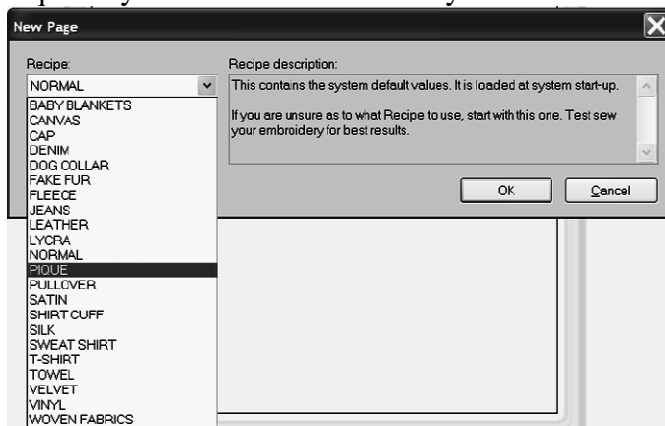 New Page
Recipe:
Recipe description:
NORMAL
This contains the system default values. It is loaded at system start-up.
If you are unsure as to what Recipe to use, start with this one. Test sew
your embroidery for best results.
OK
Cancel
BABY BLANKETS
CANVAS
CAP
DENIM
DOG COLLAR
FAKE FUR
FLEECE
JEANS
LEATHER
LYCRA
NORMAL
PIQUE
PULLOVER
SATIN
SHIRT CUFF
SILK
SWEAT SHIRT
T-SHIRT
TOWEL
VELVET
VINYL
WOVEN FABRICS